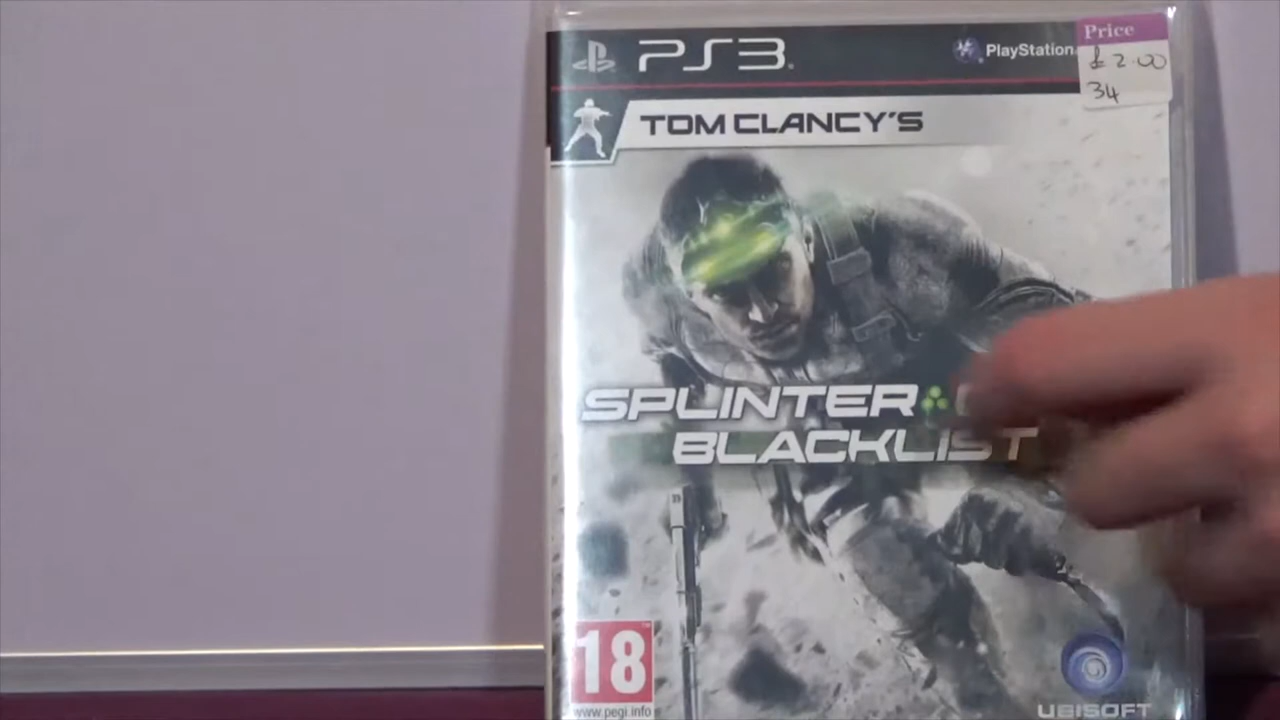 PS3
PlayStation
Price
£2.00
34
TOM CLANCY'S
SPLINTER
BLACKLIST
18
www.pegi.info
UBISOFT